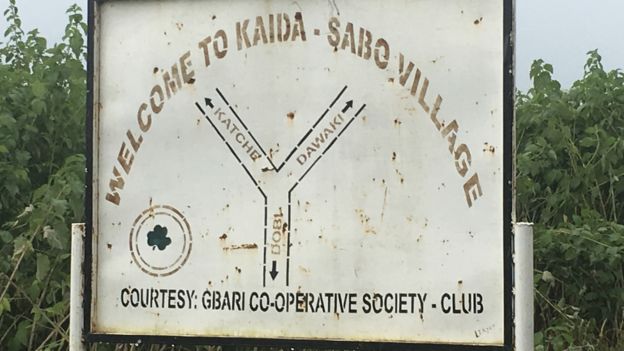 WELCOME TO KAIDA - SABO VILLAGE
KATCHE
DAWAKI
DOBI
COURTESY: GBARI CO-OPERATIVE SOCIETY - CLUB